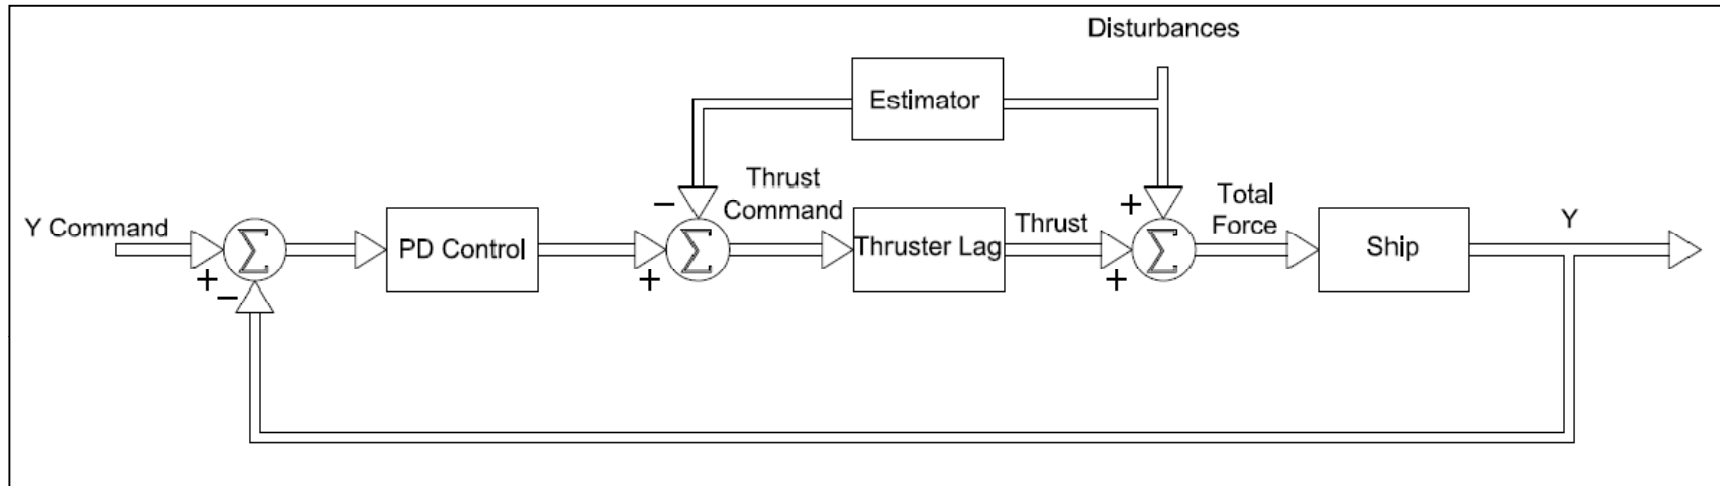 Disturbances
Estimator
Thrust
Command
Total
Force
Y Command
PD Control
Thruster Lag
Thrust
Ship
Y
Σ
Σ
Σ
+
−
−
+
+
+